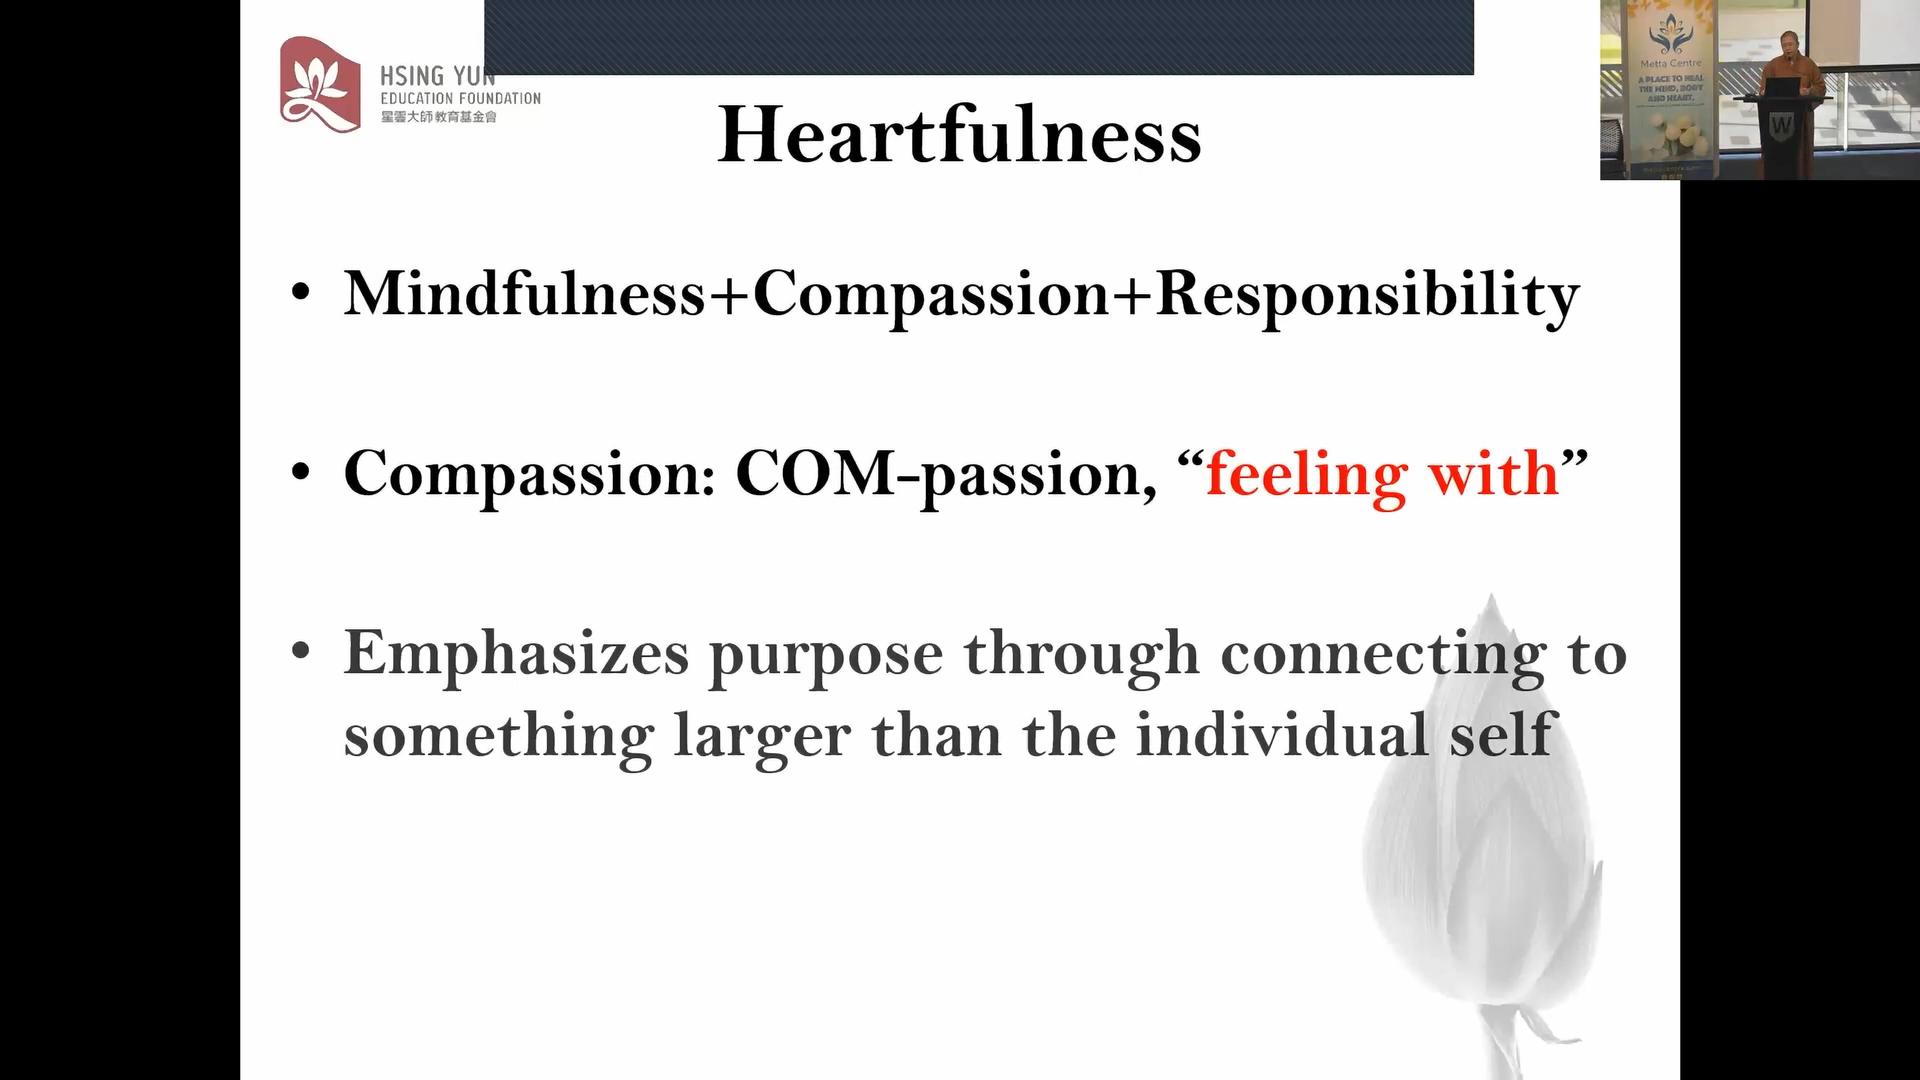 HSING YUN
EDUCATION FOUNDATION
星雲大師教育基金會
Heartfulness
• Mindfulness+Compassion+Responsibility
• Compassion: COM-passion, “feeling with”
• Emphasizes purpose through connecting to
something larger than the individual self
Metta Centre
A PLACE TO HEAL
THE MIND, BODY
AND HEART.
W